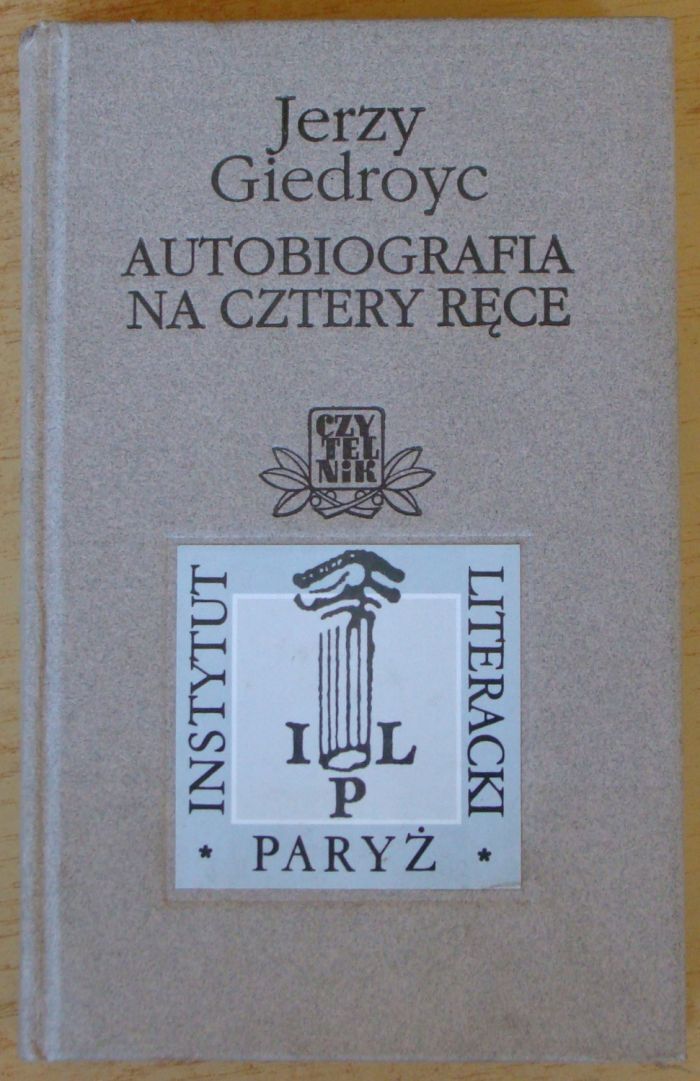 Jerzy
Giedroyc
AUTOBIOGRAFIA
NA CZTERY RĘCE
CZY
TEL
NiK
INSTYTUT
LITERACKI
I L
P
* PARYŻ *